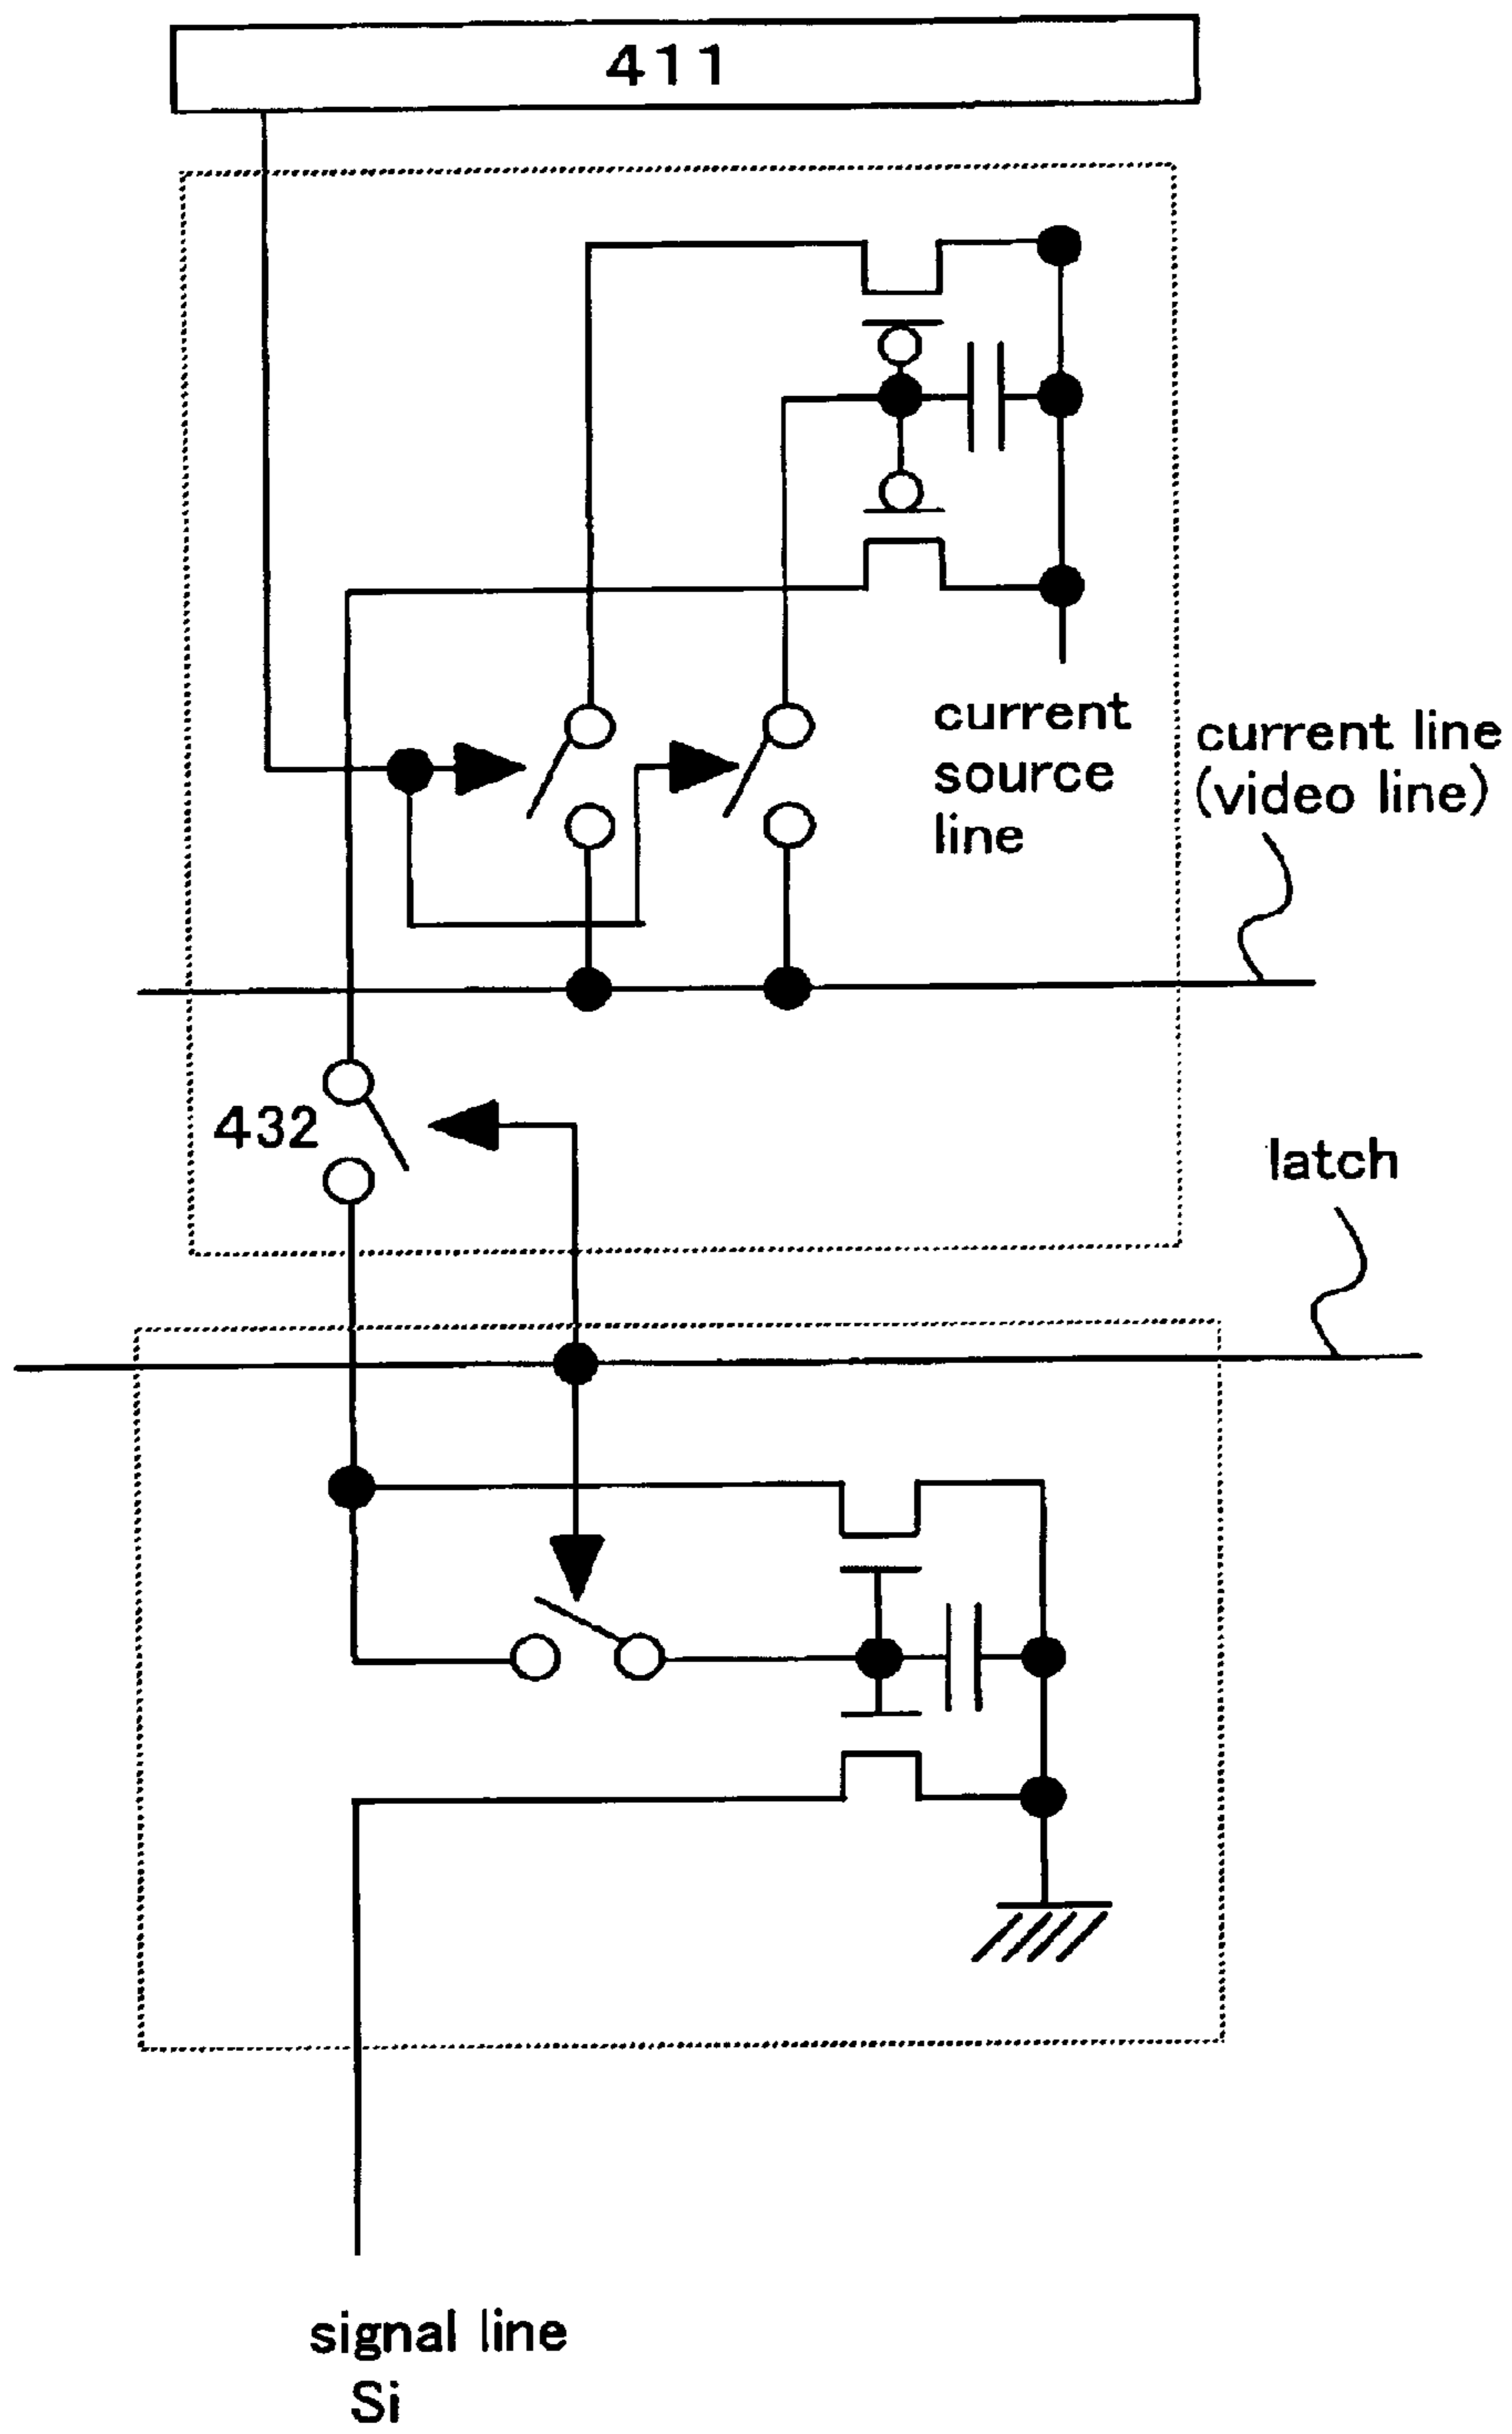 411
current
source
line
current line
(video line)
432
latch
signal line
Si